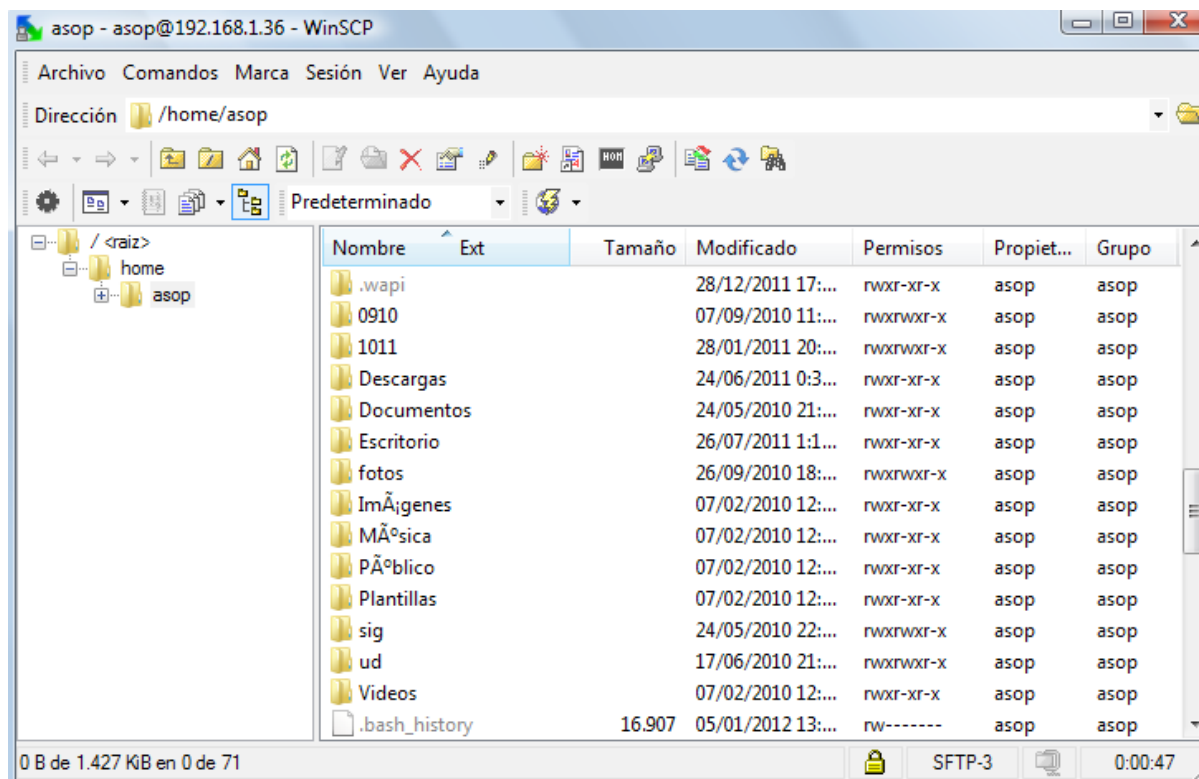 asop - asop@192.168.1.36 - WinSCP
Archivo Comandos Marca Sesión Ver Ayuda
Dirección /home/asop
Predeterminado
/ <raiz>
home
asop
Nombre Ext Tamaño Modificado Permisos Propiet... Grupo
.wapi 28/12/2011 17:... rwxr-xr-x asop asop
0910 07/09/2010 11:... rwxrwxr-x asop asop
1011 28/01/2011 20:... rwxrwxr-x asop asop
Descargas 24/06/2011 0:3... rwxr-xr-x asop asop
Documentos 24/05/2010 21:... rwxr-xr-x asop asop
Escritorio 26/07/2011 1:1... rwxr-xr-x asop asop
fotos 26/09/2010 18:... rwxrwxr-x asop asop
ImÃ¡genes 07/02/2010 12:... rwxr-xr-x asop asop
MÃºsica 07/02/2010 12:... rwxr-xr-x asop asop
PÃºblico 07/02/2010 12:... rwxr-xr-x asop asop
Plantillas 07/02/2010 12:... rwxr-xr-x asop asop
sig 24/05/2010 22:... rwxrwxr-x asop asop
ud 17/06/2010 21:... rwxrwxr-x asop asop
Videos 07/02/2010 12:... rwxr-xr-x asop asop
.bash_history 16.907 05/01/2012 13:... rw------- asop asop
0 B de 1.427 KiB en 0 de 71 SFTP-3 0:00:47